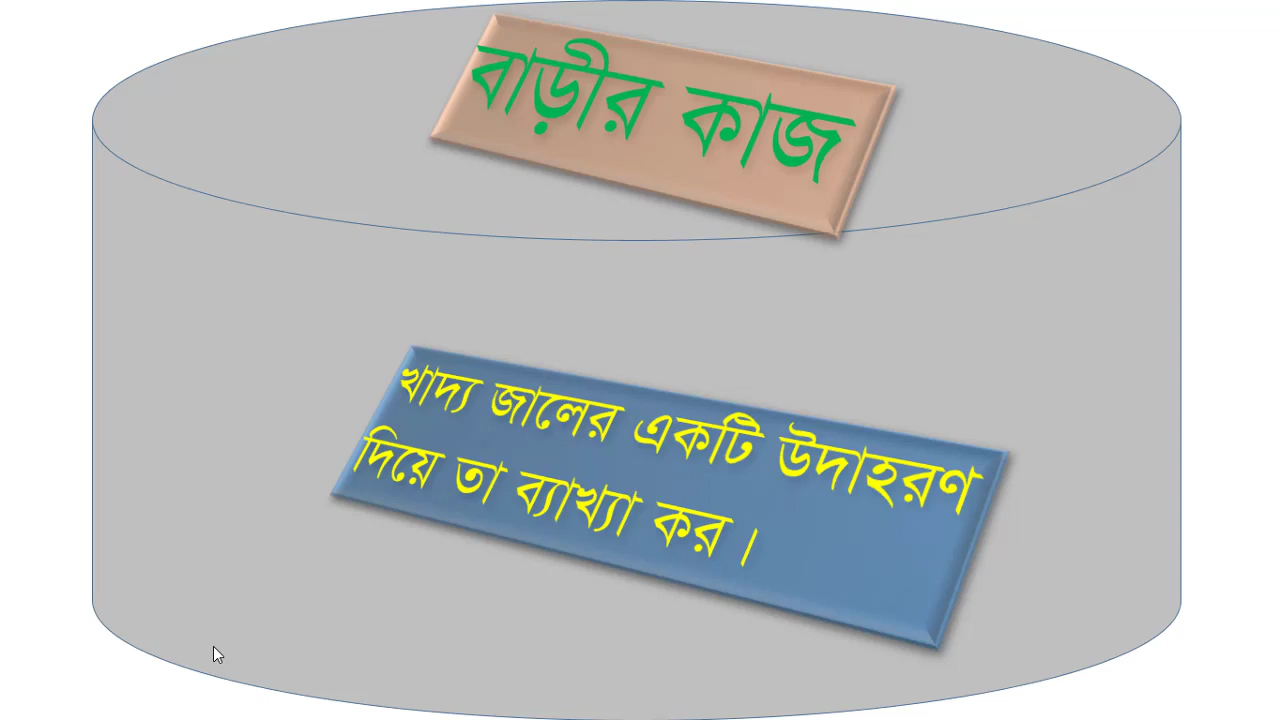 বাড়ীর কাজ
খাদ্য জালের একটি উদাহরণ
দিয়ে তা ব্যাখ্যা কর।